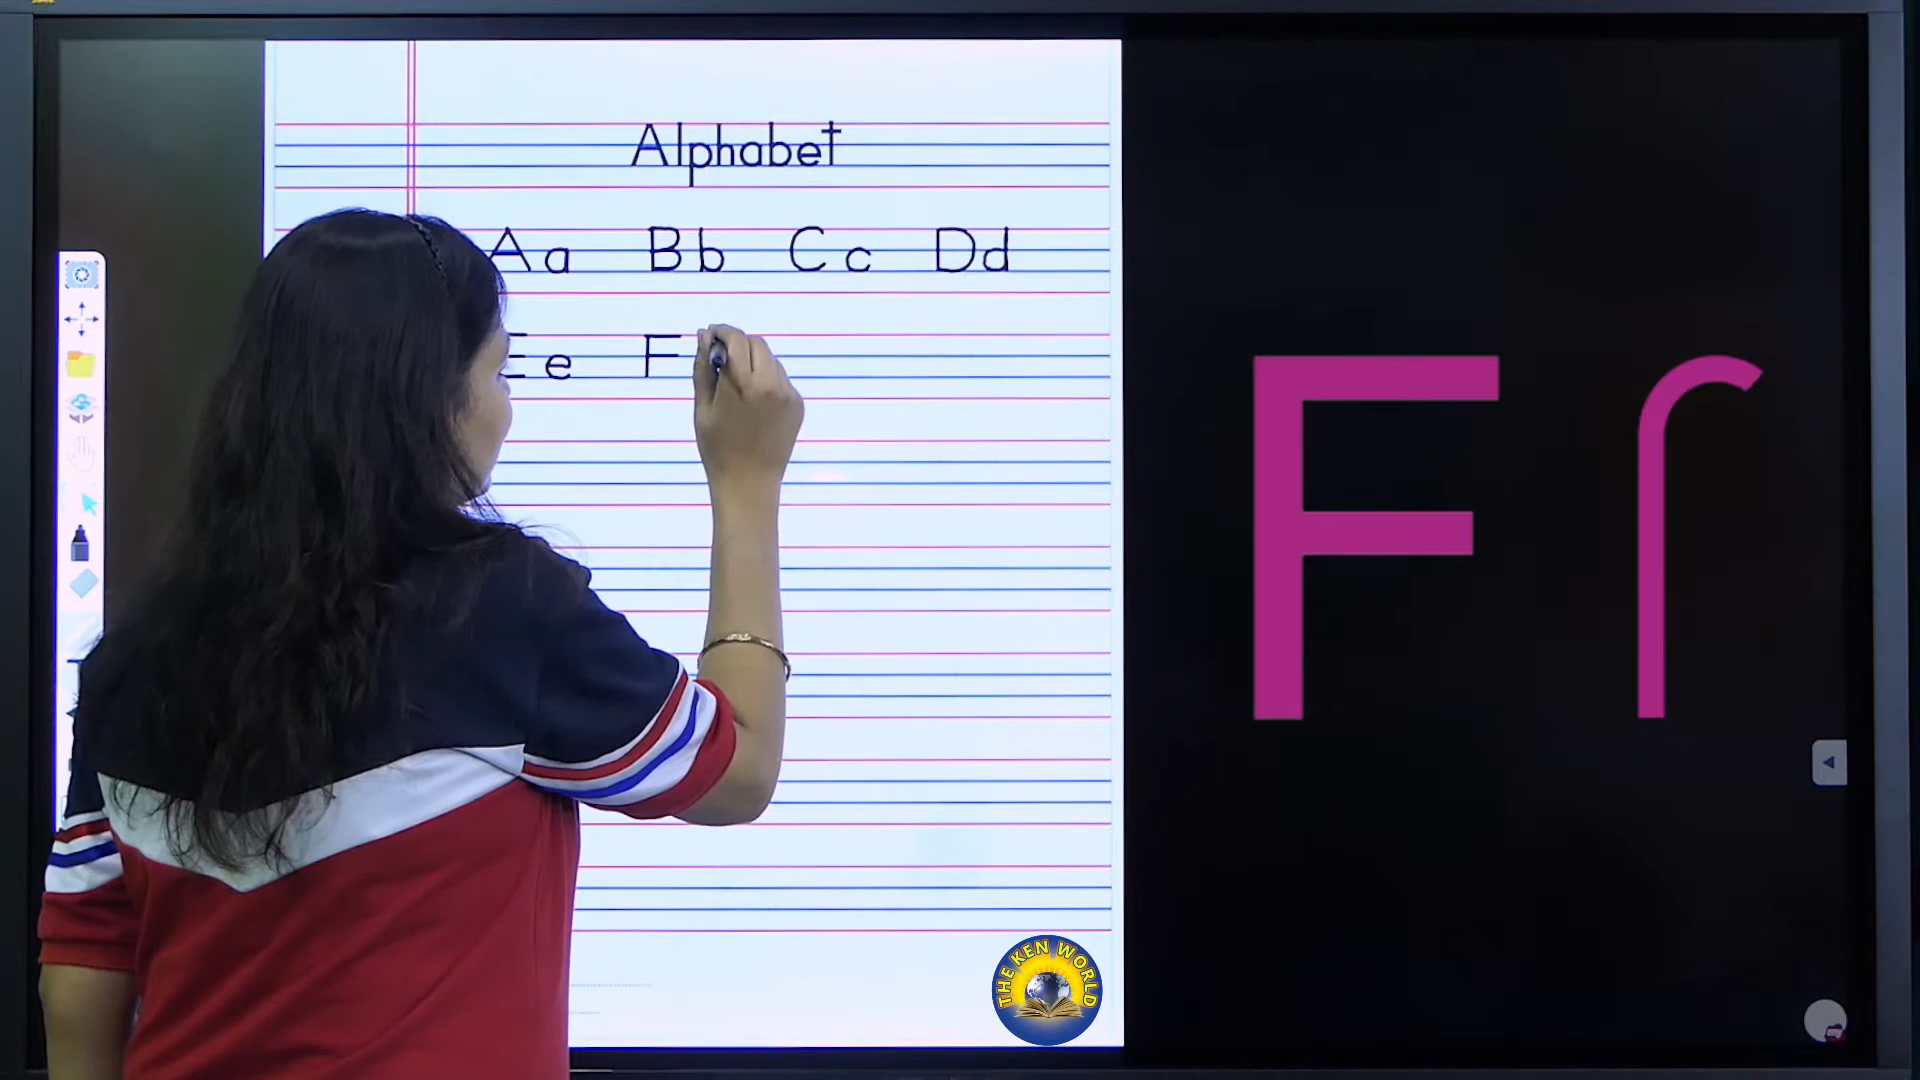 Alphabet
Aa Bb Cc Dd
Ee F
F
THE KEN WORLD